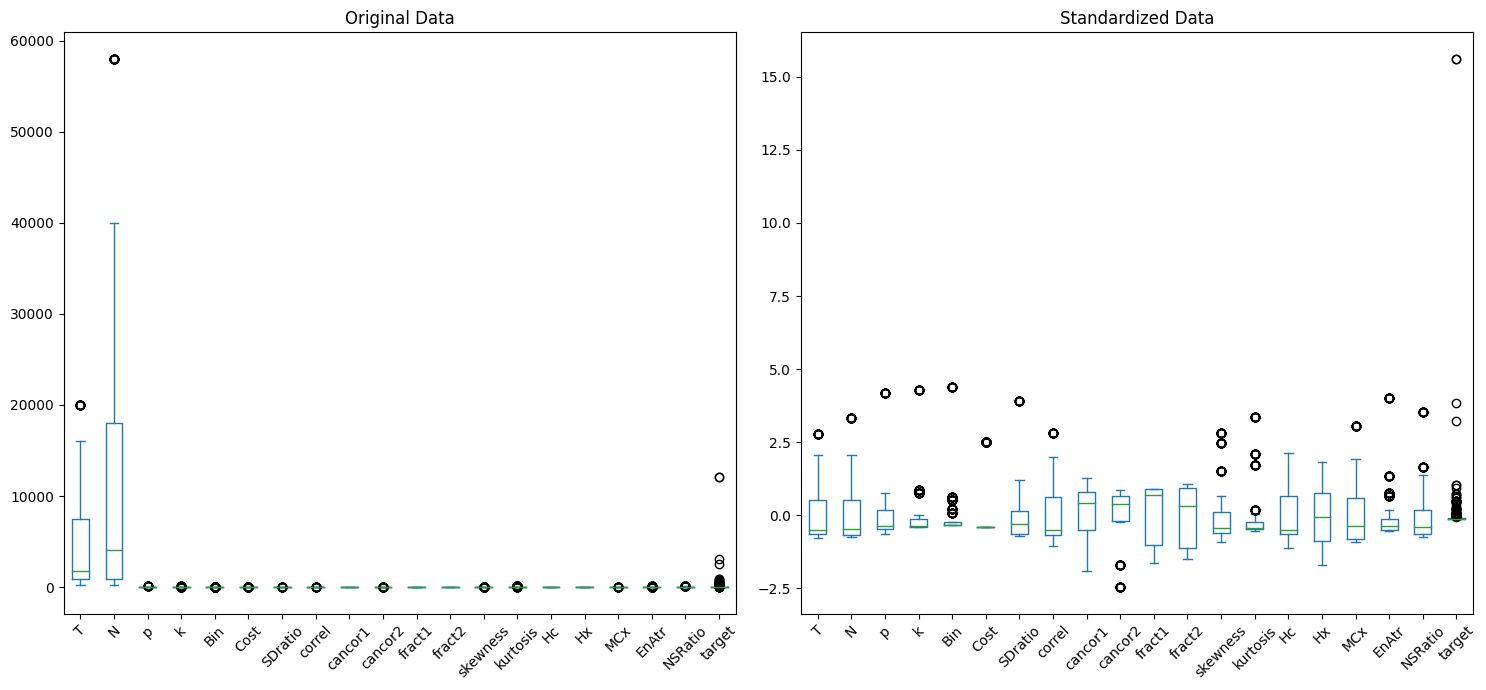 Original Data
60000
50000
40000
30000
20000
10000
0
T
N
p
k
Bin
Cost
SDratio
correl
cancor1
cancor2
fract1
fract2
skewness
kurtosis
Hc
Hx
MCx
EnAtr
NSRatio
target
Standardized Data
15.0
12.5
10.0
7.5
5.0
2.5
0.0
−2.5
T
N
p
k
Bin
Cost
SDratio
correl
cancor1
cancor2
fract1
fract2
skewness
kurtosis
Hc
Hx
MCx
EnAtr
NSRatio
target